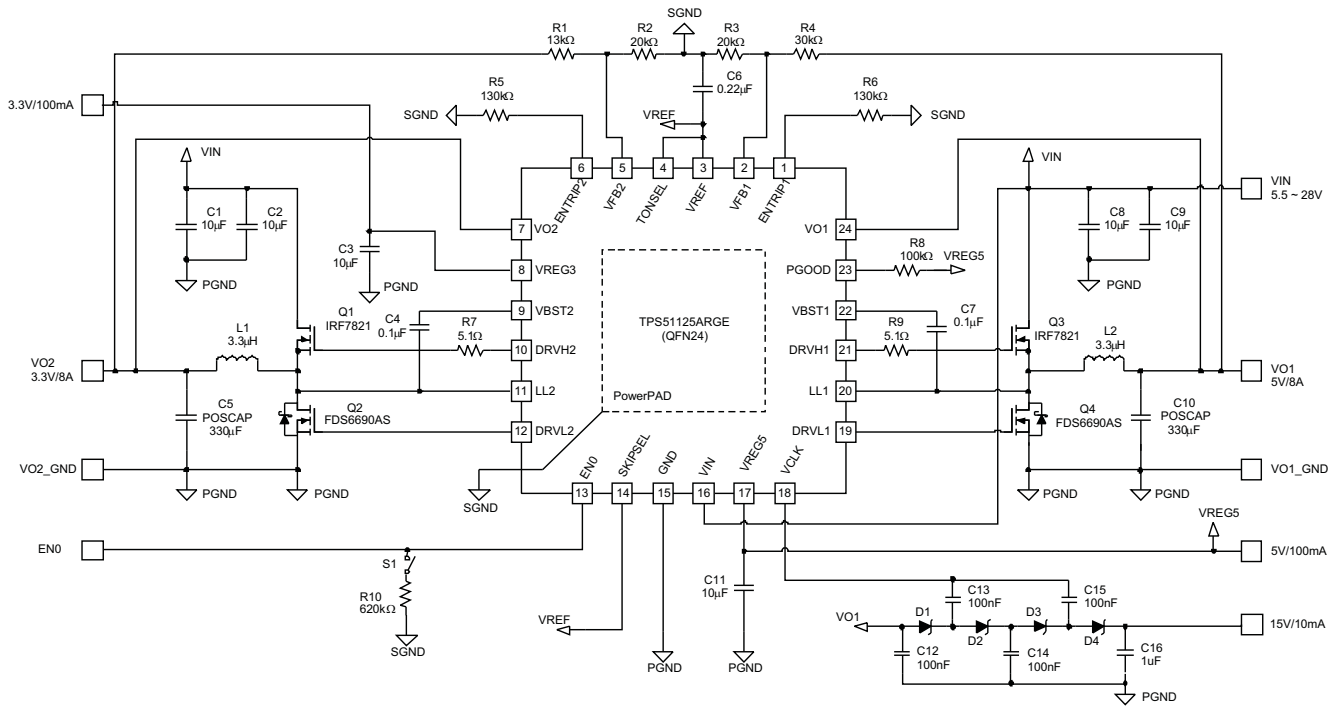 SGND
R1
13kΩ
R2
20kΩ
R3
20kΩ
R4
30kΩ
C6
0.22μF
3.3V/100mA
R5
130kΩ
SGND
VREF
R6
130kΩ
SGND
VIN
6
5
4
3
2
1
ENTRIP2
VFB2
TONSEL
VREF
VFB1
ENTRIP1
VIN
VIN
5.5 ~ 28V
C1
10μF
C2
10μF
PGND
C3
10μF
PGND
7
VO2
8
VREG3
9
VBST2
10
DRVH2
11
LL2
12
DRVL2
VO1
24
PGOOD
23
VBST1
22
DRVH1
21
LL1
20
DRVL1
19
TPS51125ARGE
(QFN24)
PowerPAD
R8
100kΩ
VREG5
C8
10μF
C9
10μF
PGND
Q1
IRF7821
C4
0.1μF
R7
5.1Ω
R9
5.1Ω
C7
0.1μF
Q3
IRF7821
L1
3.3μH
L2
3.3μH
VO2
3.3V/8A
VO1
5V/8A
C5
POSCAP
330μF
Q2
FDS6690AS
Q4
FDS6690AS
C10
POSCAP
330μF
VO2_GND
PGND
PGND
SGND
VO1_GND
PGND
PGND
EN0
SKIPSEL
GND
VIN
VREG5
VCLK
13
14
15
16
17
18
VREG5
EN0
5V/100mA
S1
R10
620kΩ
SGND
VREF
PGND
C11
10μF
PGND
C13
100nF
C15
100nF
VO1
D1
D2
D3
D4
15V/10mA
C12
100nF
C14
100nF
C16
1uF
PGND